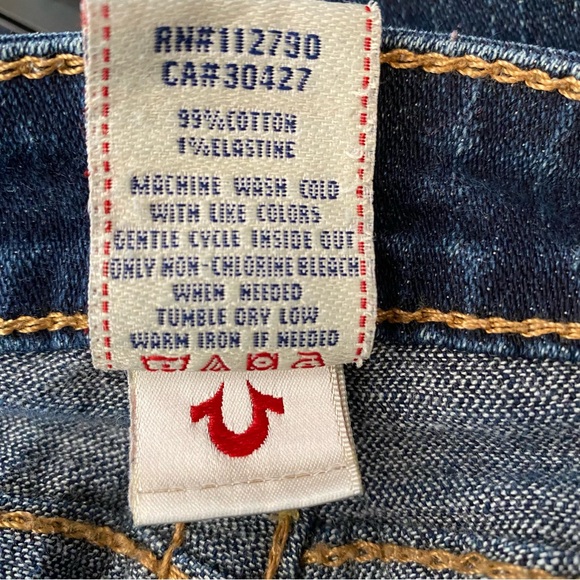 RN#112790
CA#30427
99%COTTON
1%ELASTINE
MACHINE WASH COLD
WITH LIKE COLORS
GENTLE CYCLE INSIDE OUT
ONLY NON-CHLORINE BLEACH
WHEN NEEDED
TUMBLE DRY LOW
WARM IRON IF NEEDED